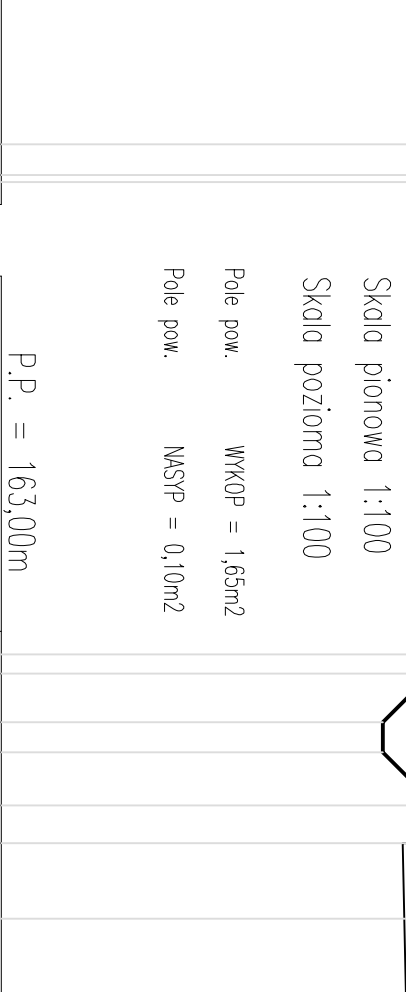 Skala pionowa 1:100
Skala pozioma 1:100
Pole pow. WYKOP = 1,65m2
Pole pow. NASYP = 0,10m2
P.P. = 163,00m